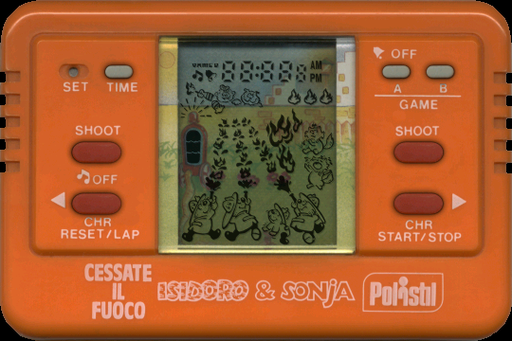 GAME B
AM
PM
SET
TIME
OFF
A
B
GAME
SHOOT
SHOOT
OFF
CHR
RESET/LAP
CHR
START/STOP
CESSATE
IL
FUOCO
ISIDORO & SONJA
Polistil